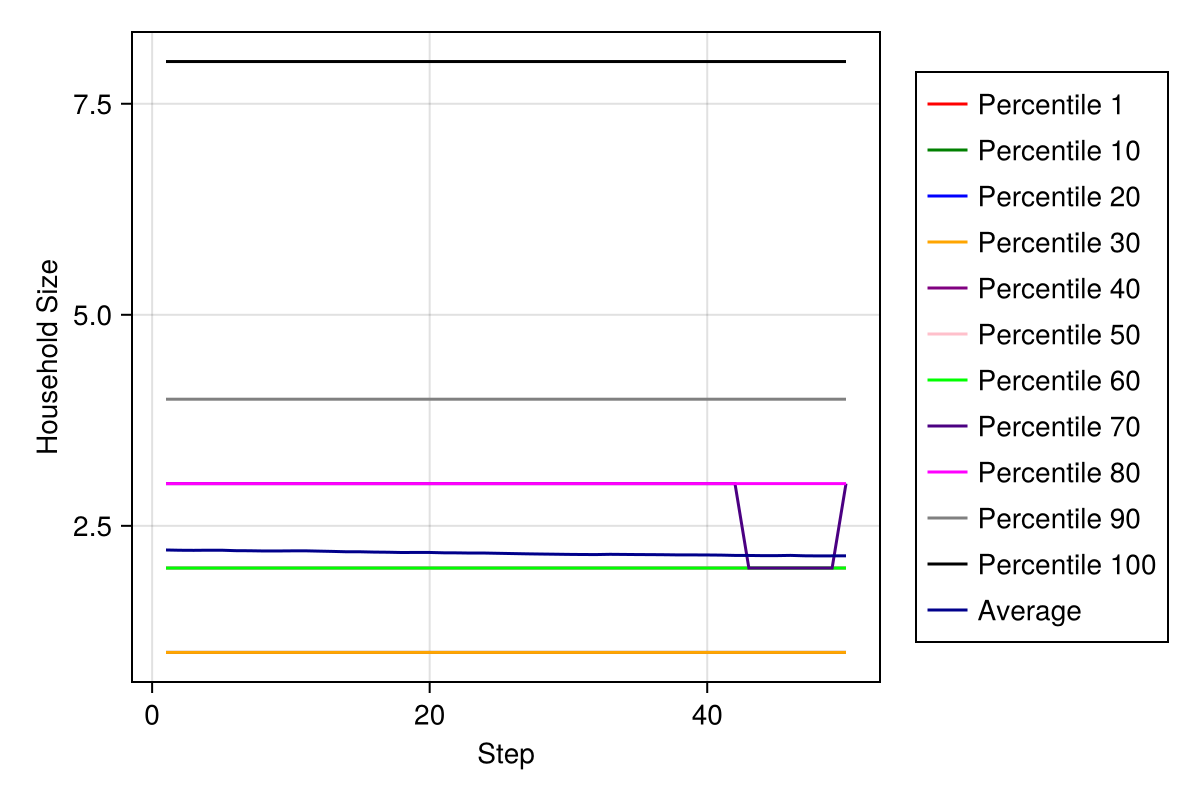 Household Size
7.5
5.0
2.5
0
20
40
Step
Percentile 1
Percentile 10
Percentile 20
Percentile 30
Percentile 40
Percentile 50
Percentile 60
Percentile 70
Percentile 80
Percentile 90
Percentile 100
Average